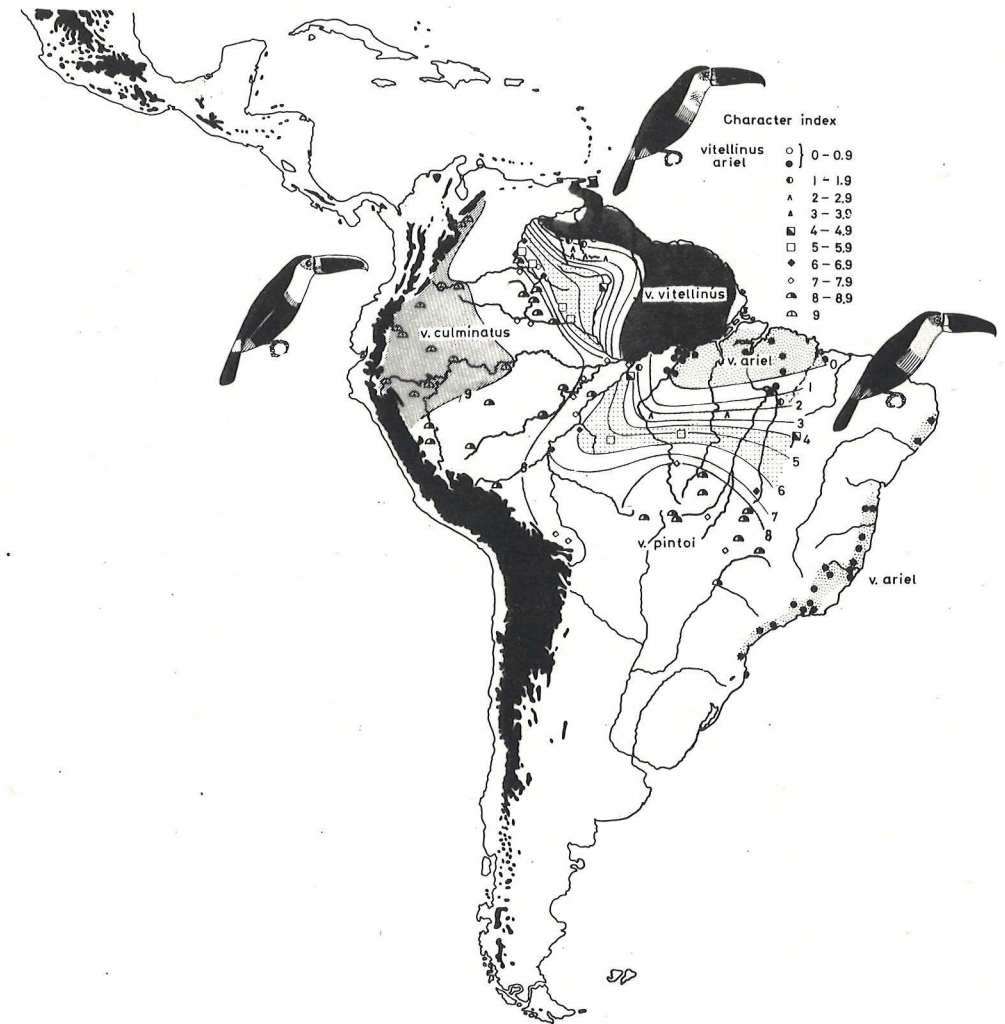 Character index
vitellinus
ariel
0 – 0.9
1 – 1.9
2 – 2.9
3 – 3.9
4 – 4.9
5 – 5.9
6 – 6.9
7 – 7.9
8 – 8,9
9
v. vitellinus
v. culminatus
v. ariel
0
1
2
3
4
5
6
7
8
9
8
v. pintoi
v. ariel